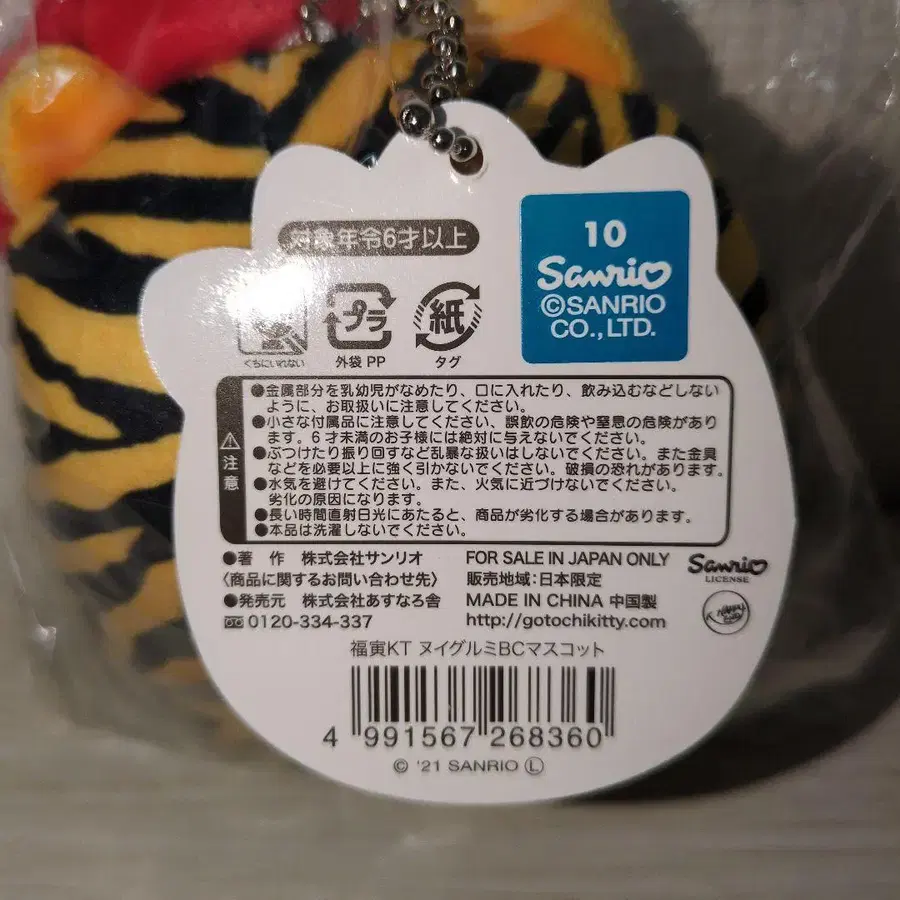 対象年令6才以上
10
Sanrio
©SANRIO
CO.,LTD.
くちにいれない
プラ
外袋 PP
紙
タグ
注意
●金属部分を乳幼児がなめたり、口に入れたり、飲み込むなどしない
ように、お取扱いに注意してください。
●小さな付属品に注意してください、誤飲の危険や窒息の危険があり
ます。6才未満のお子様には絶対に与えないでください。
●ぶつけたり振り回すなど乱暴な扱いはしないでください。また金具
などを必要以上に強く引かないでください。破損の恐れがあります。
●水気を避けてください。また、火気に近づけないでください。
劣化の原因になります。
●長い時間直射日光にあたると、商品が劣化する場合があります。
●本品は洗濯しないでください。
●著 作 株式会社サンリオ
〈商品に関するお問い合わせ先〉
●発売元 株式会社あすなろ舎
0120-334-337
FOR SALE IN JAPAN ONLY
販売地域:日本限定
MADE IN CHINA 中国製
http://gotochikitty.com
Sanrio
LICENSE
福寅KT ヌイグルミBCマスコット
4 991567 268360
© '21 SANRIO Ⓛ